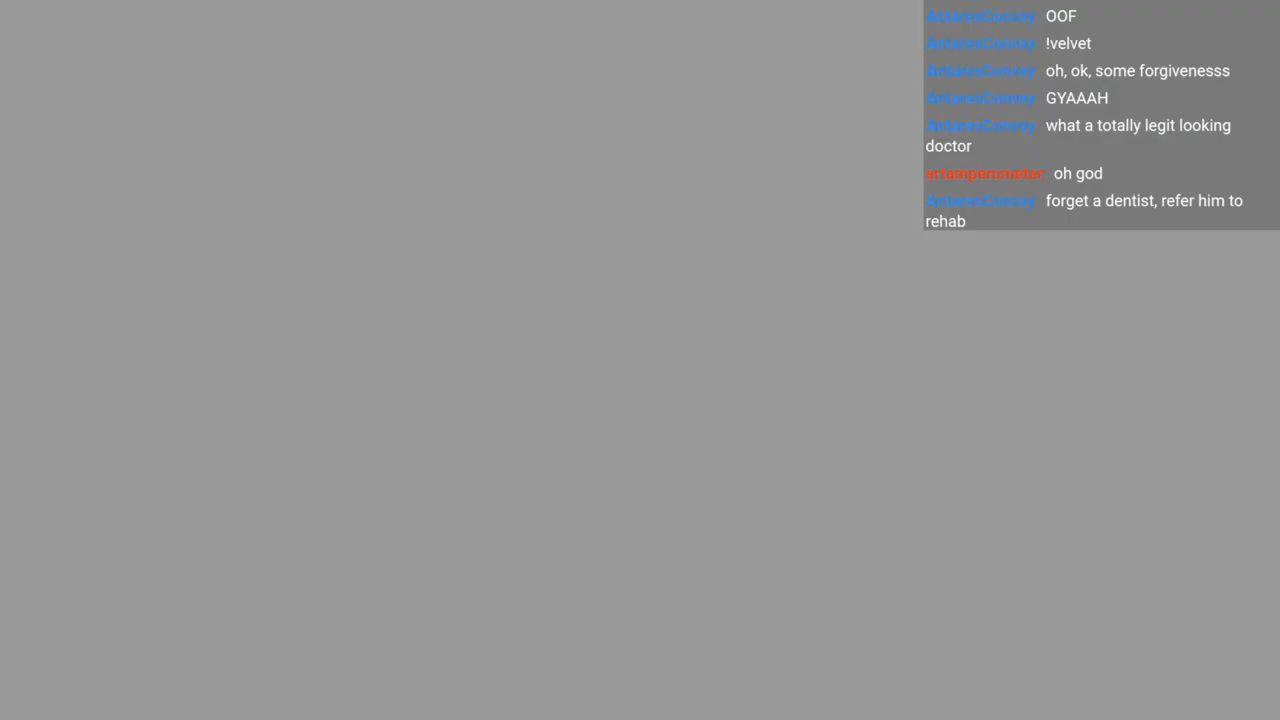 AntaresConvoy: OOF
AntaresConvoy: !velvet
AntaresConvoy: oh, ok, some forgivenesss
AntaresConvoy: GYAAAH
AntaresConvoy: what a totally legit looking
doctor
oh god
AntaresConvoy: forget a dentist, refer him to
rehab